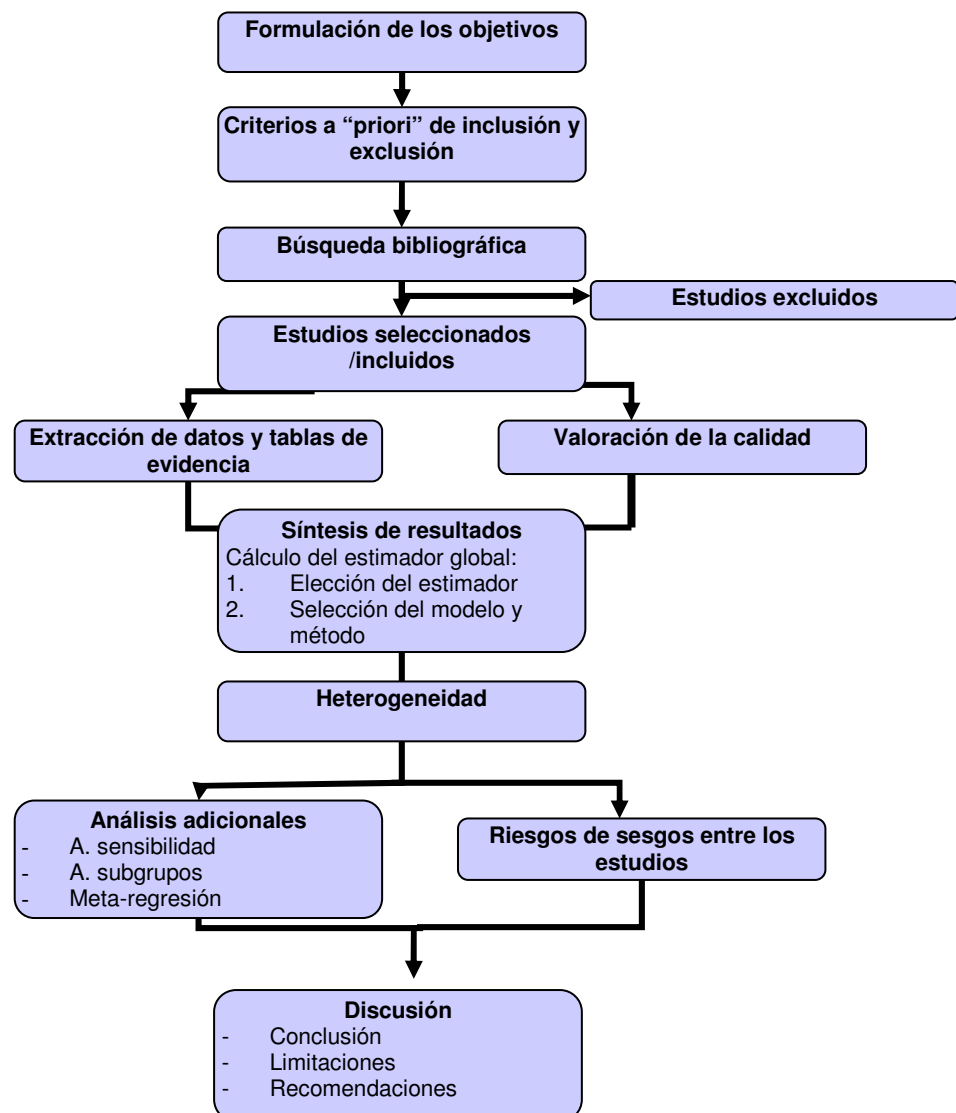 Formulación de los objetivos
Criterios a “priori” de inclusión y
exclusión
Búsqueda bibliográfica
Estudios excluidos
Estudios seleccionados
/incluidos
Extracción de datos y tablas de
evidencia
Valoración de la calidad
Síntesis de resultados
Cálculo del estimador global:
1. Elección del estimador
2. Selección del modelo y
método
Heterogeneidad
Análisis adicionales
- A. sensibilidad
- A. subgrupos
- Meta-regresión
Riesgos de sesgos entre los
estudios
Discusión
- Conclusión
- Limitaciones
- Recomendaciones